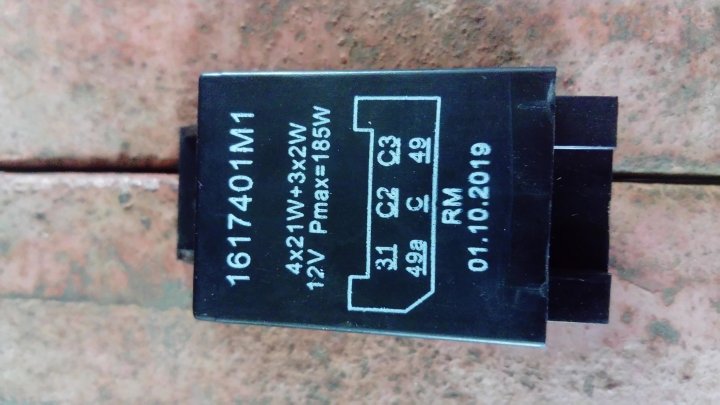 1617401M1
4x21W+3x2W
12V Pmax=185W
31 C2 C3
49a C 49
RM
01.10.2019